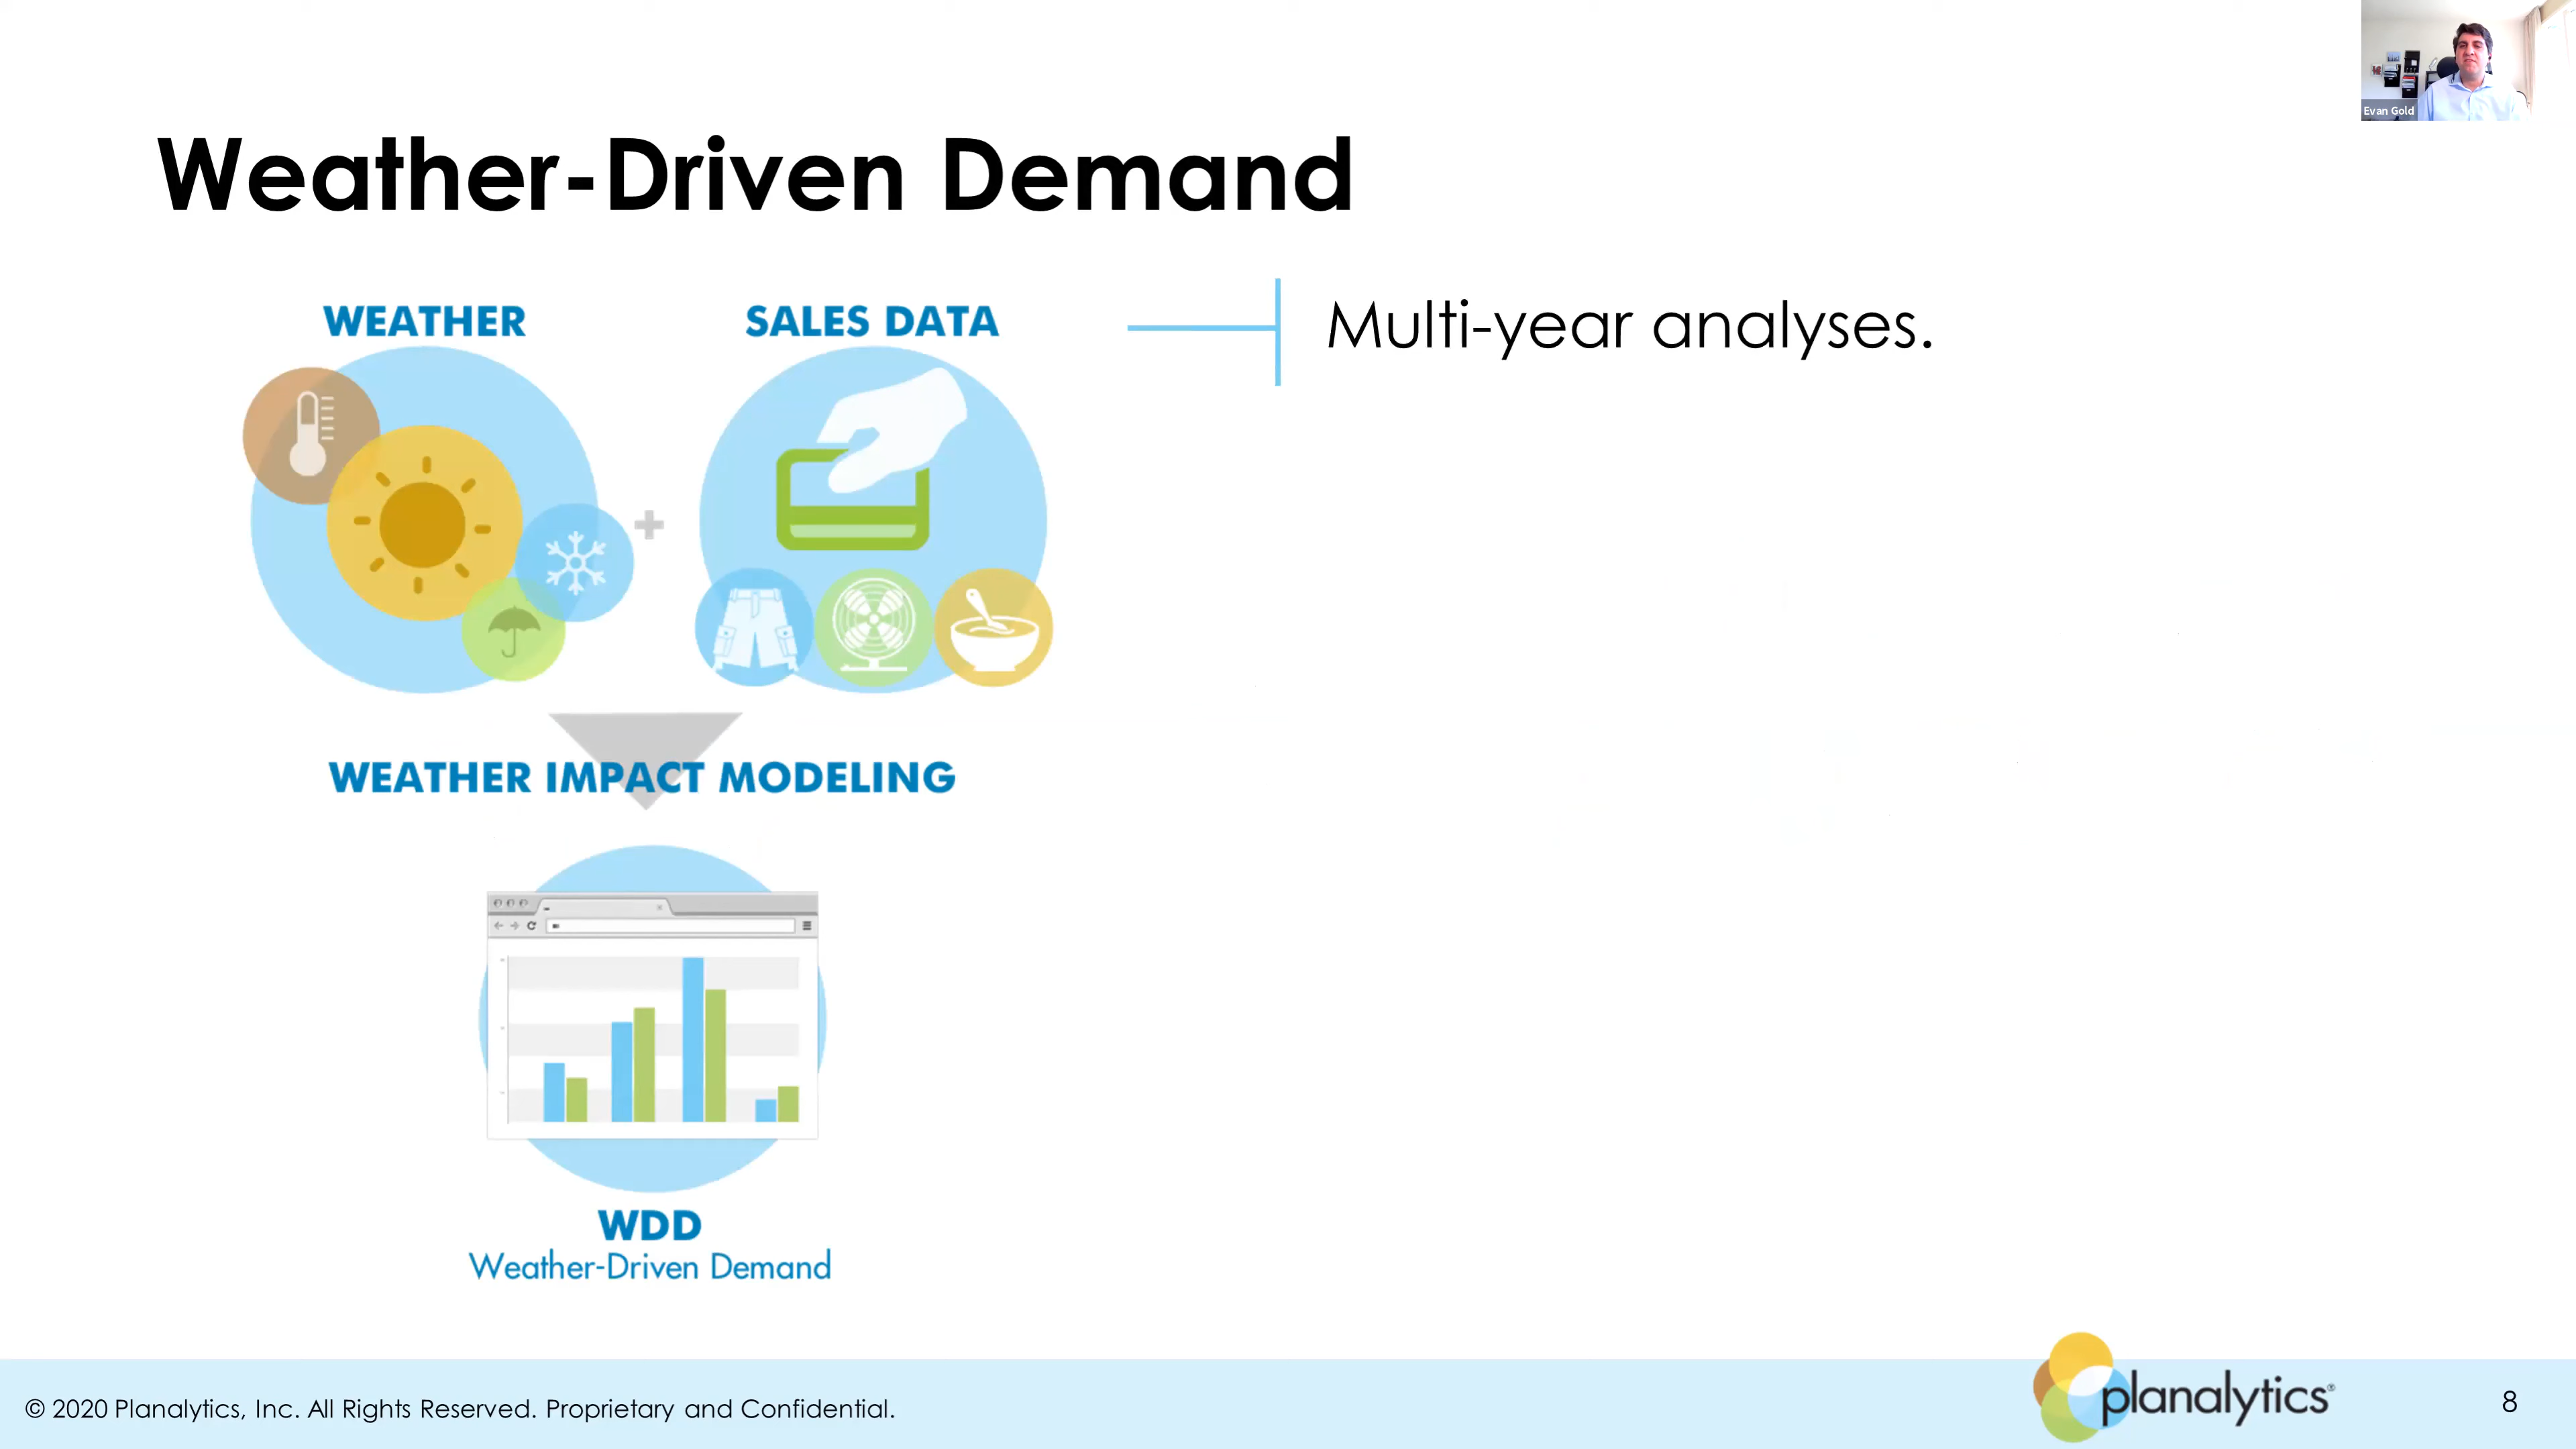 Evan Gold
Weather-Driven Demand
WEATHER
SALES DATA
Multi-year analyses.
WEATHER IMPACT MODELING
WDD
Weather-Driven Demand
© 2020 Planalytics, Inc. All Rights Reserved. Proprietary and Confidential.
planalytics®
8